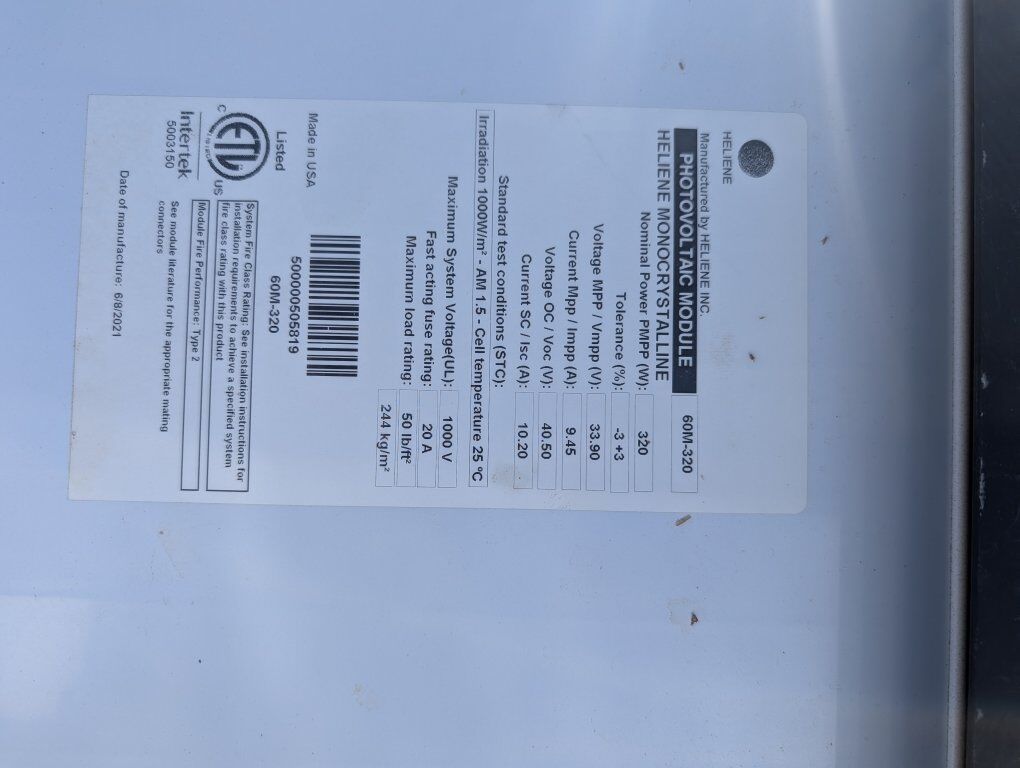 HELIENE
Manufactured by HELIENE INC.
PHOTOVOLTAIC MODULE 60M-320
HELIENE MONOCRYSTALLINE
Nominal Power PMPP (W): 320
Tolerance (%): -3 +3
Voltage MPP / Vmpp (V): 33.90
Current Mpp / Impp (A): 9.45
Voltage OC / Voc (V): 40.50
Current SC / Isc (A): 10.20
Standard test conditions (STC):
Irradiation 1000W/m² - AM 1.5 - Cell temperature 25 ºC
Maximum System Voltage(UL): 1000 V
Fast acting fuse rating: 20 A
Maximum load rating: 50 lb/ft²
244 kg/m²
500000505819
60M-320
Made in USA
Listed
C ETL US
Intertek
5003150
System Fire Class Rating: See installation instructions for
installation requirements to achieve a specified system
fire class rating with this product
Module Fire Performance: Type 2
See module literature for the appropriate mating
connectors
Date of manufacture: 6/8/2021